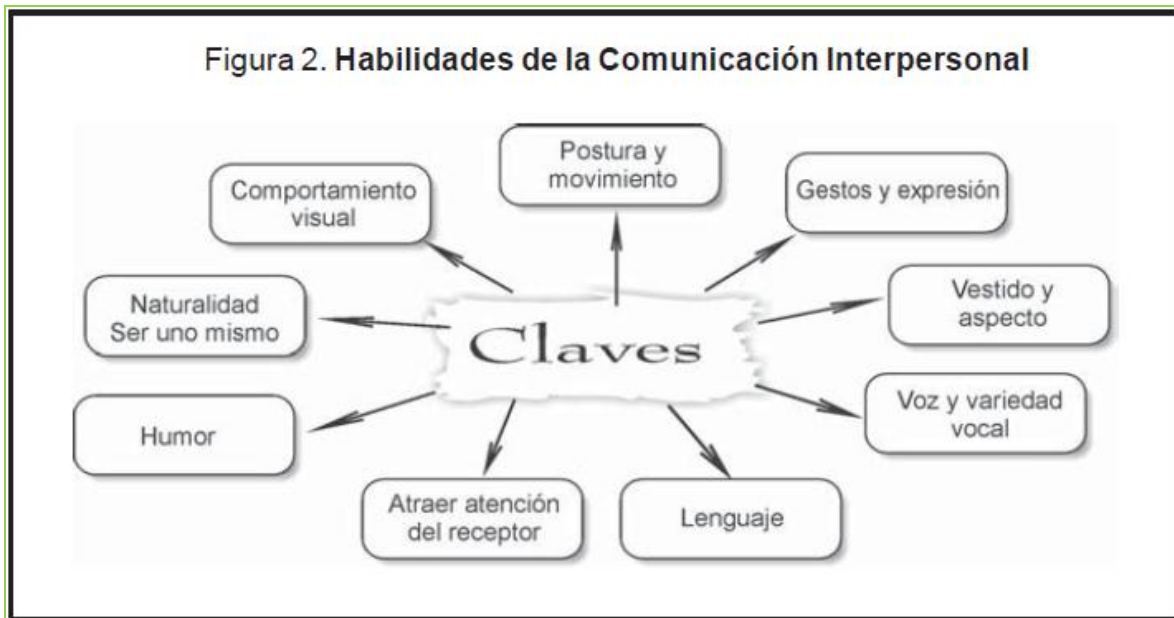 Figura 2. Habilidades de la Comunicación Interpersonal
Postura y
movimiento
Comportamiento
visual
Gestos y expresión
Naturalidad
Ser uno mismo
Vestido y
aspecto
Claves
Humor
Voz y variedad
vocal
Atraer atención
del receptor
Lenguaje